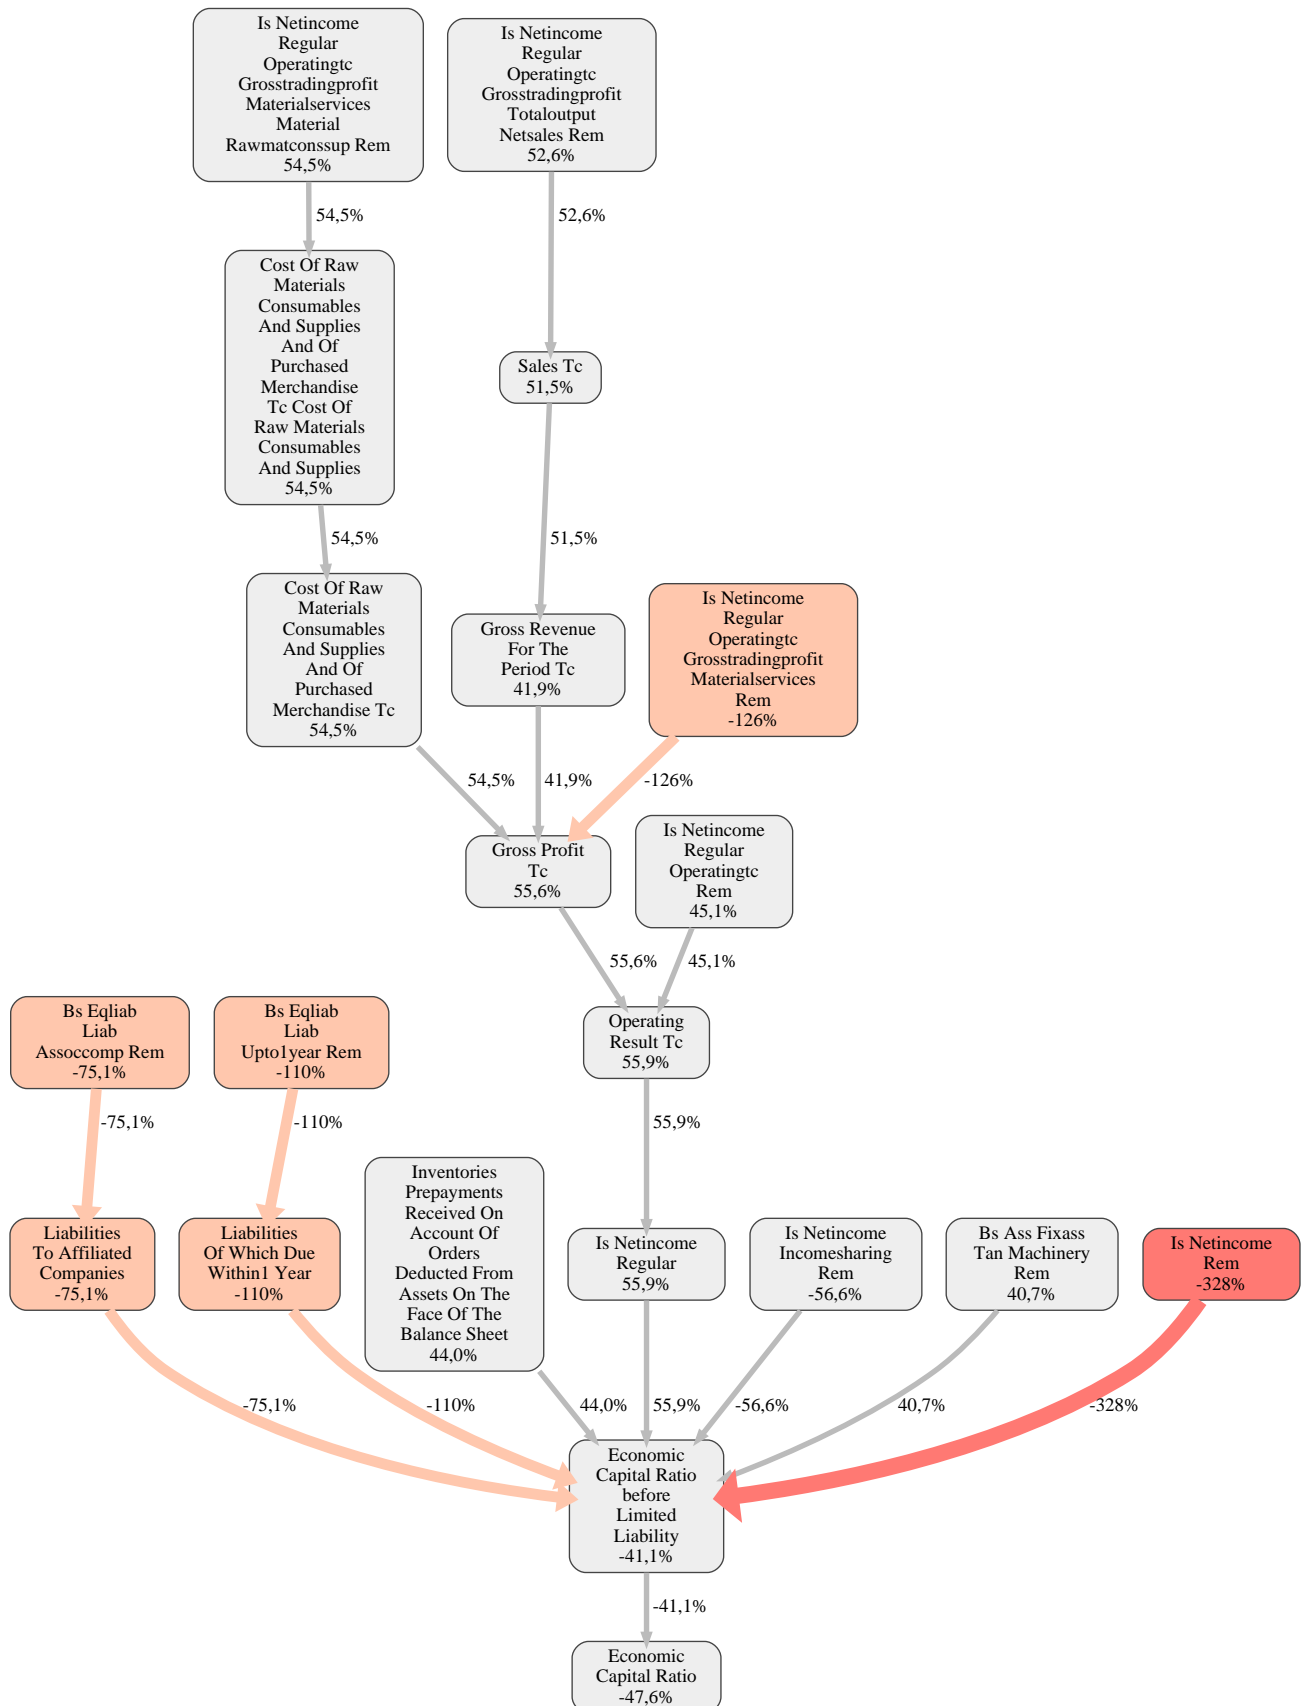 Is Netincome
Regular
Operatingtc
Grosstradingprofit
Materialservices
Material
Rawmatconssup Rem
54,5%
Is Netincome
Regular
Operatingtc
Grosstradingprofit
Totaloutput
Netsales Rem
52,6%
54,5%
52,6%
Cost Of Raw
Materials
Consumables
And Supplies
And Of
Purchased
Merchandise
Tc Cost Of
Raw Materials
Consumables
And Supplies
54,5%
Sales Tc
51,5%
54,5%
51,5%
Cost Of Raw
Materials
Consumables
And Supplies
And Of
Purchased
Merchandise Tc
54,5%
Gross Revenue
For The
Period Tc
41,9%
Is Netincome
Regular
Operatingtc
Grosstradingprofit
Materialservices
Rem
-126%
54,5%
41,9%
-126%
Gross Profit
Tc
55,6%
Is Netincome
Regular
Operatingtc
Rem
45,1%
55,6%
45,1%
Bs Eqliab
Liab
Assoccomp Rem
-75,1%
Bs Eqliab
Liab
Upto1year Rem
-110%
Operating
Result Tc
55,9%
-75,1%
-110%
55,9%
Liabilities
To Affiliated
Companies
-75,1%
Liabilities
Of Which Due
Within1 Year
-110%
Inventories
Prepayments
Received On
Account Of
Orders
Deducted From
Assets On The
Face Of The
Balance Sheet
44,0%
Is Netincome
Regular
55,9%
Is Netincome
Incomesharing
Rem
-56,6%
Bs Ass Fixass
Tan Machinery
Rem
40,7%
Is Netincome
Rem
-328%
-75,1%
-110%
44,0%
55,9%
-56,6%
40,7%
-328%
Economic
Capital Ratio
before
Limited
Liability
-41,1%
-41,1%
Economic
Capital Ratio
-47,6%